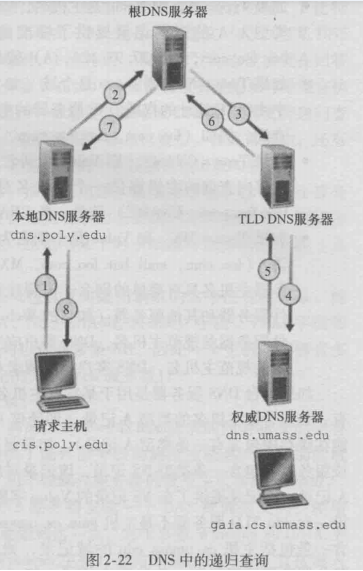 根DNS服务器
2
3
7
6
本地DNS服务器
dns.poly.edu
TLD DNS服务器
1
8
5
4
请求主机
cis.poly.edu
权威DNS服务器
dns.umass.edu
gaia.cs.umass.edu
图2-22 DNS 中的递归查询